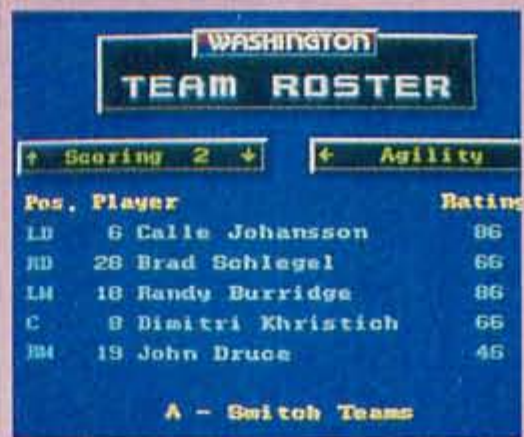 WASHINGTON
TEAM ROSTER
↑ Scoring 2 ↓ ← Agility
Pos. Player Rating
LD 6 Calle Johansson 86
RD 28 Brad Schlegel 66
LW 18 Randy Burridge 86
C 8 Dimitri Khristich 66
RW 19 John Druce 46
A - Switch Teams